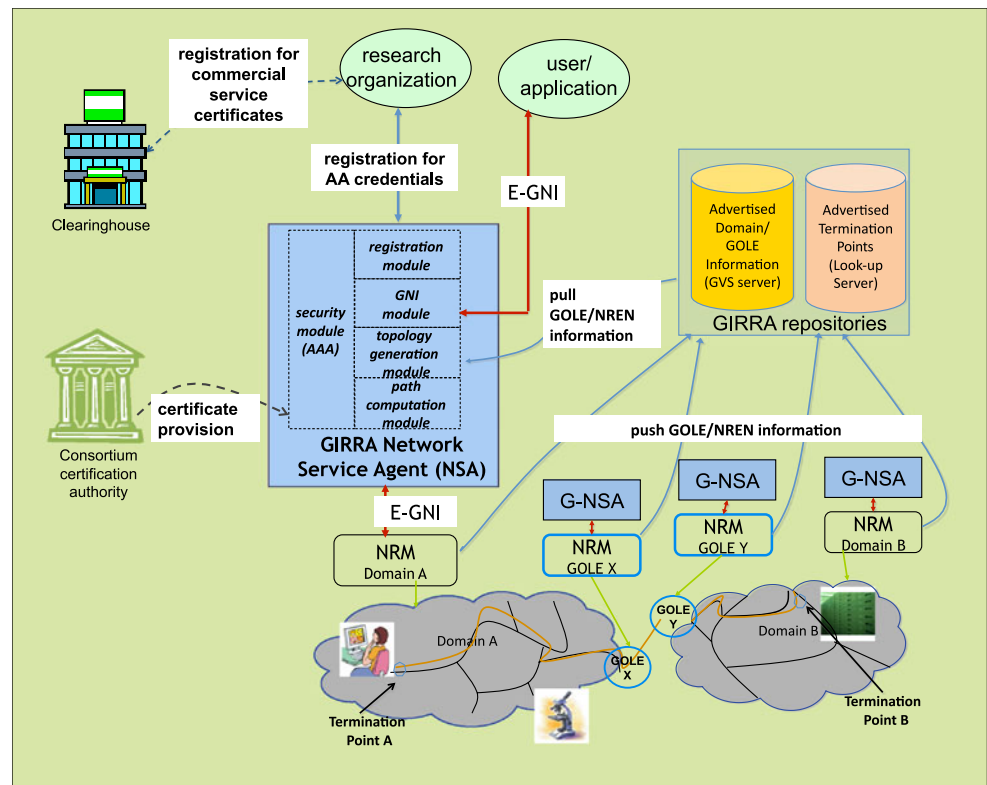 registration for
commercial
service
certificates
research
organization
user/
application
Clearinghouse
registration for
AA credentials
E-GNI
Advertised
Domain/
GOLE
Information
(GVS server)
Advertised
Termination
Points
(Look-up
Server)
GIRRA repositories
security
module
(AAA)
registration
module
GNI
module
topology
generation
module
path
computation
module
GIRRA Network
Service Agent (NSA)
pull
GOLE/NREN
information
Consortium
certification
authority
certificate
provision
push GOLE/NREN information
E-GNI
G-NSA
G-NSA
G-NSA
NRM
Domain A
NRM
GOLE X
NRM
GOLE Y
NRM
Domain B
Domain A
GOLE
X
GOLE
Y
Domain B
Termination
Point A
Termination
Point B